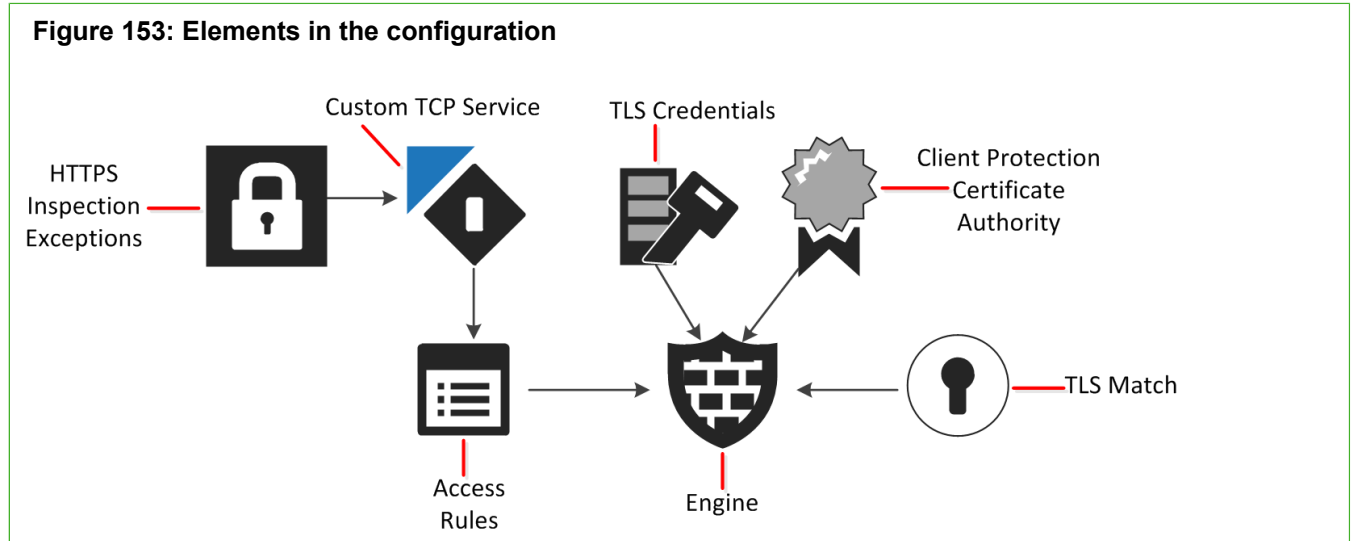 Figure 153: Elements in the configuration
Custom TCP Service
TLS Credentials
HTTPS
Inspection
Exceptions
Client Protection
Certificate
Authority
TLS Match
Access
Rules
Engine